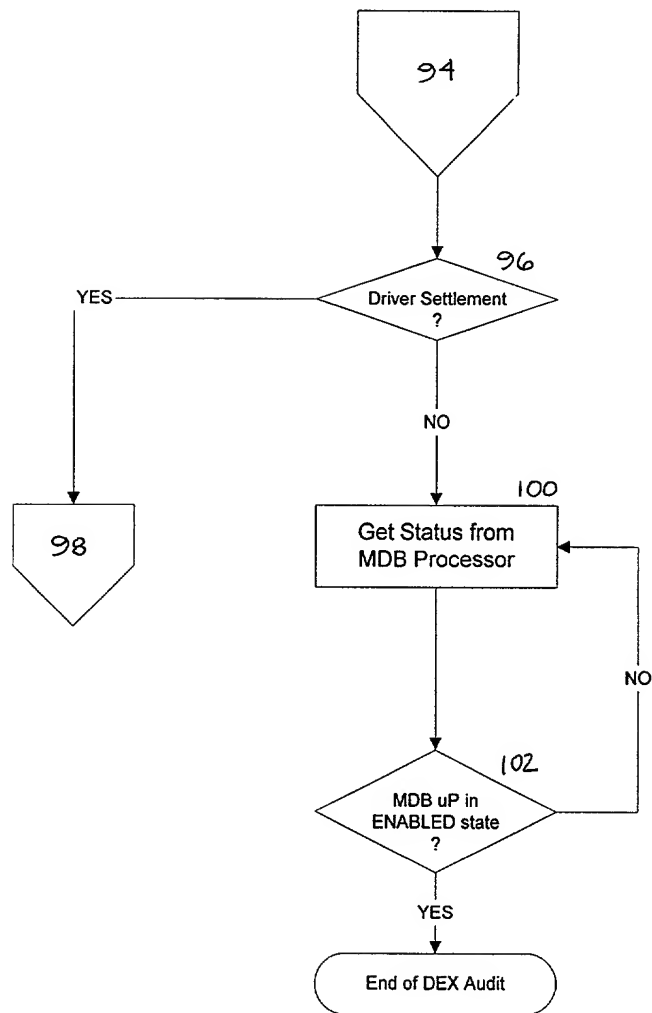 94
96
Driver Settlement
?
YES
NO
98
100
Get Status from
MDB Processor
NO
102
MDB uP in
ENABLED state
?
YES
End of DEX Audit